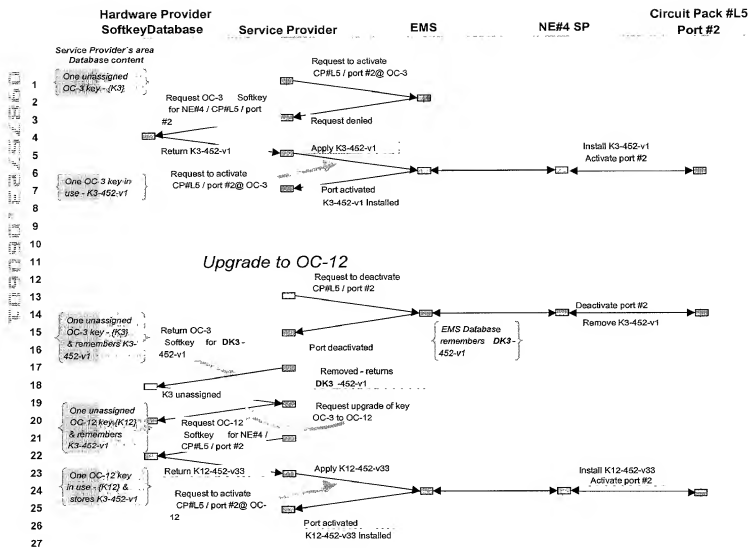 Hardware Provider
SoftkeyDatabase
Service Provider
EMS
NE#4 SP
Circuit Pack #L5
Port #2
Service Provider's area
Database content
1
One unassigned
OC-3 key - {K3}
Request to activate
CP#L5 / port #2@ OC-3
2
Request OC-3 Softkey
for NE#4 / CP#L5 / port
#2
3
Request denied
4
5
Return K3-452-v1
Apply K3-452-v1
Install K3-452-v1
Activate port #2
6
Request to activate
CP#L5 / port #2@ OC-3
7
One OC-3 key in
use - K3-452-v1
Port activated
K3-452-v1 Installed
8
9
10
11
Upgrade to OC-12
12
Request to deactivate
CP#L5 / port #2
13
14
One unassigned
OC-3 key - {K3}
& remembers K3-
452-v1
Deactivate port #2
Remove K3-452-v1
15
Return OC-3
Softkey for DK3 -
452-v1
EMS Database
remembers DK3 -
452-v1
16
Port deactivated
17
Removed - returns
DK3 -452-v1
18
K3 unassigned
19
Request upgrade of key
OC-3 to OC-12
20
One unassigned
OC-12 key-{K12}
& remembers
K3-452-v1
Request OC-12
Softkey for NE#4 /
CP#L5 / port #2
21
22
23
One OC-12 key
in use - {K12} &
stores K3-452-v1
Return K12-452-v33
Apply K12-452-v33
Install K12-452-v33
Activate port #2
24
Request to activate
CP#L5 / port #2@ OC-
12
25
26
Port activated
K12-452-v33 Installed
27